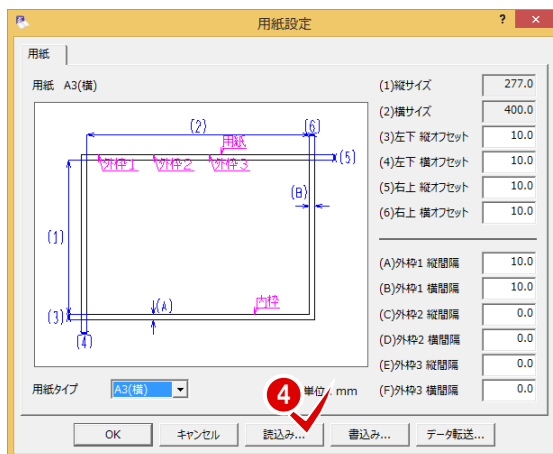 用紙設定
?
×
用紙
用紙 A3(横)
(2)
(6)
用紙
外枠1
外枠2
外枠3
(5)
(B)
(1)
(A)
内枠
(3)
(4)
(1)縦サイズ 277.0
(2)横サイズ 400.0
(3)左下 縦オフセット 10.0
(4)左下 横オフセット 10.0
(5)右上 縦オフセット 10.0
(6)右上 横オフセット 10.0
(A)外枠1 縦間隔 10.0
(B)外枠1 横間隔 10.0
(C)外枠2 縦間隔 0.0
(D)外枠2 横間隔 0.0
(E)外枠3 縦間隔 0.0
(F)外枠3 横間隔 0.0
用紙タイプ A3(横)
4
単位: mm
OK キャンセル 読込み... 書込み... データ転送...